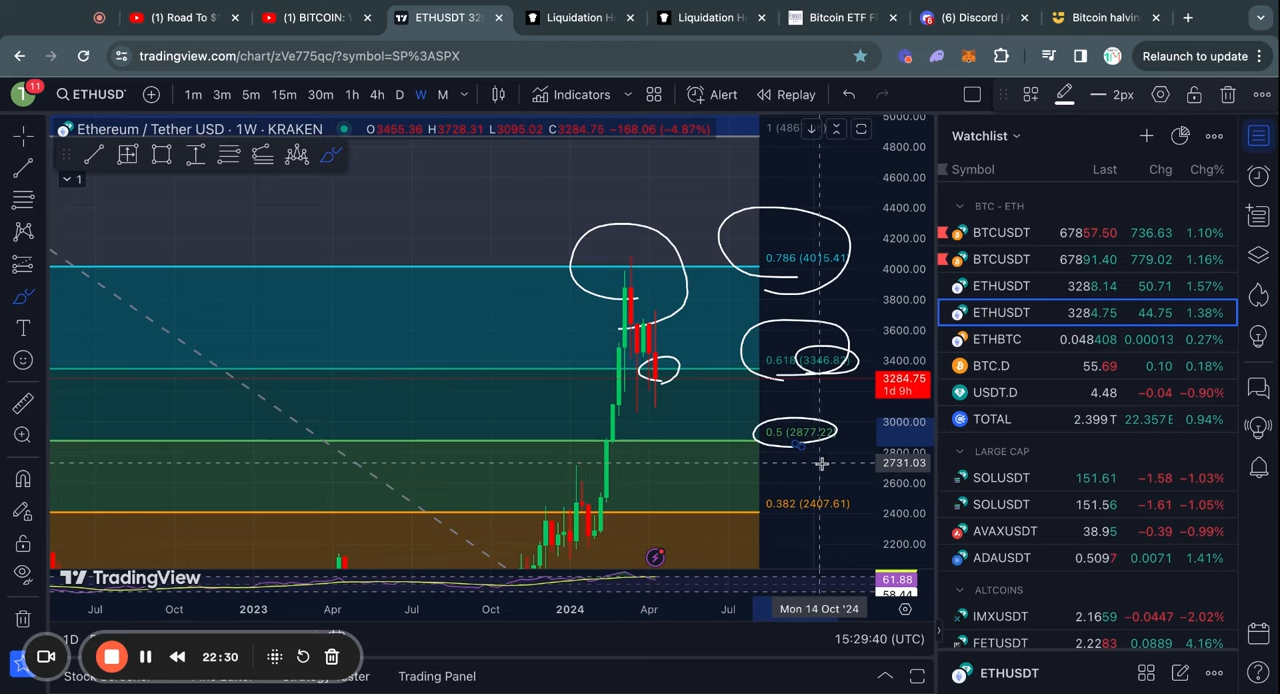 (1) Road To $
(1) BITCOIN:
ETHUSDT 32
Liquidation H
Liquidation H
Bitcoin ETF F
(6) Discord |
Bitcoin halvin
tradingview.com/chart/zVe775qc/?symbol=SP%3ASPX
Relaunch to update
11
ETHUSD
1m 3m 5m 15m 30m 1h 4h D W M
Indicators
Alert
Replay
2px
Ethereum / Tether USD · 1W · KRAKEN
O3455.36 H3728.31 L3095.02 C3284.75 −168.06 (−4.87%)
1
1 (486
5000.00
4800.00
4600.00
4400.00
4200.00
0.786 (4015.41)
4000.00
3800.00
3600.00
3400.00
0.618 (3346.82)
3284.75
1d 9h
3000.00
0.5 (2877.22)
2800.00
2731.03
2600.00
0.382 (2407.61)
2400.00
2200.00
TradingView
61.88
58.44
Jul Oct 2023 Apr Jul Oct 2024 Apr Jul
Mon 14 Oct '24
1D
15:29:40 (UTC)
22:30
Trading Panel
Watchlist
Symbol Last Chg Chg%
BTC - ETH
BTCUSDT 67857.50 736.63 1.10%
BTCUSDT 67891.40 779.02 1.16%
ETHUSDT 3288.14 50.71 1.57%
ETHUSDT 3284.75 44.75 1.38%
ETHBTC 0.048408 0.00013 0.27%
BTC.D 55.69 0.10 0.18%
USDT.D 4.48 −0.04 −0.90%
TOTAL 2.399 T 22.357 E 0.94%
LARGE CAP
SOLUSDT 151.61 −1.58 −1.03%
SOLUSDT 151.56 −1.61 −1.05%
AVAXUSDT 38.95 −0.39 −0.99%
ADAUSDT 0.5097 0.0071 1.41%
ALTCOINS
IMXUSDT 2.1659 −0.0447 −2.02%
FETUSDT 2.2283 0.0889 4.16%
ETHUSDT